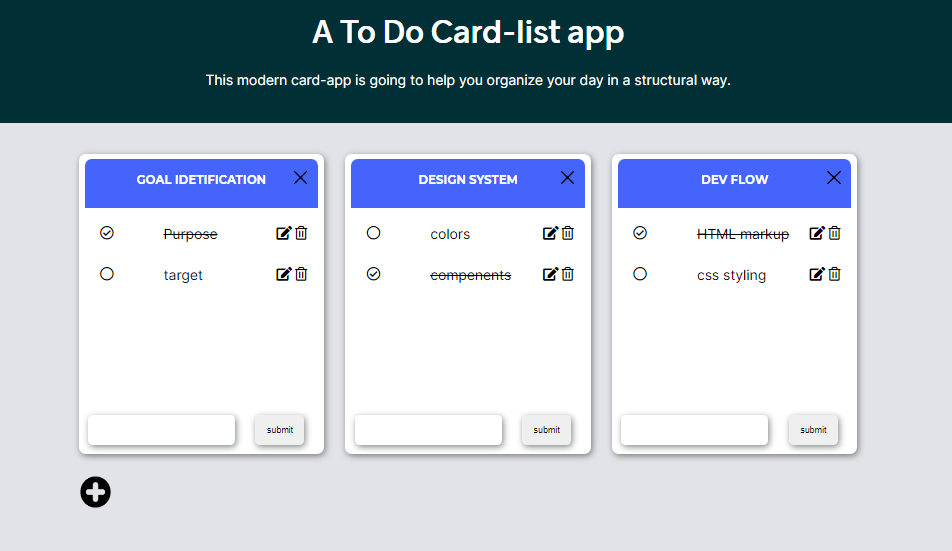 A To Do Card-list app
This modern card-app is going to help you organize your day in a structural way.
GOAL IDETIFICATION
Purpose
target
submit
DESIGN SYSTEM
colors
compenents
submit
DEV FLOW
HTML markup
css styling
submit